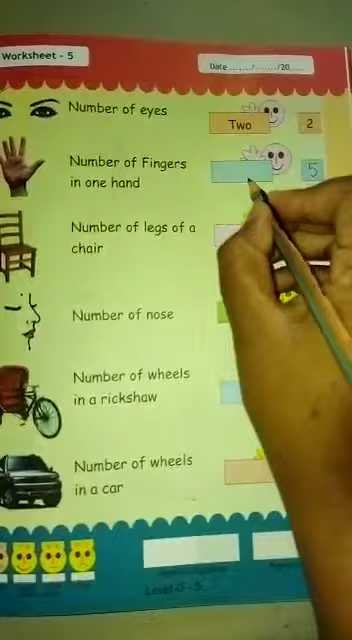 Worksheet - 5
Date ......../......../20.....
Number of eyes
Two
2
Number of Fingers
in one hand
5
Number of legs of a
chair
Number of nose
Number of wheels
in a rickshaw
Number of wheels
in a car
Level 0 - 5